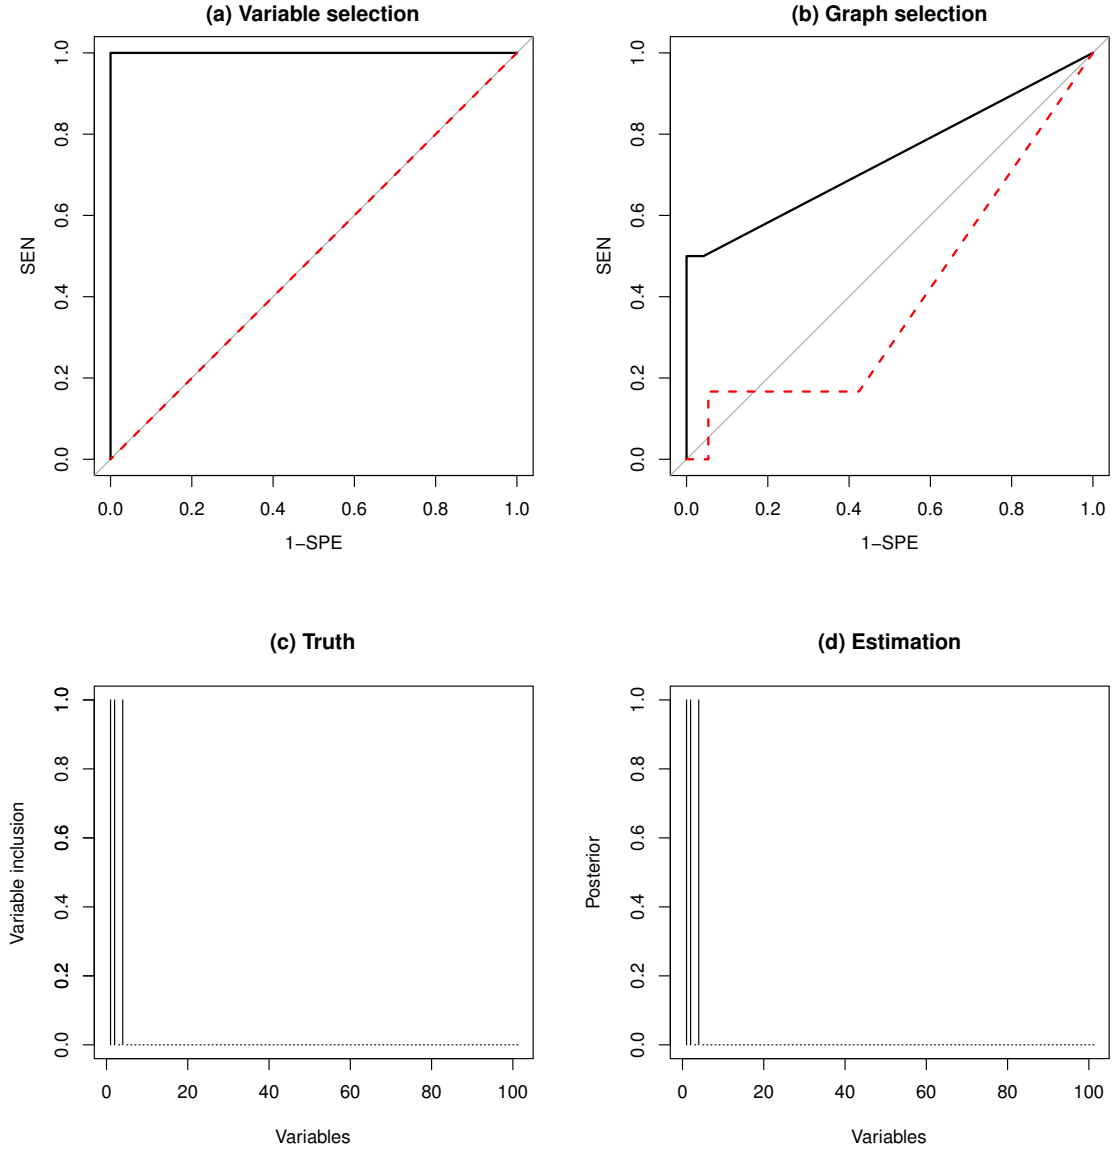 (a) Variable selection
SEN
1.0
0.8
0.6
0.4
0.2
0.0
0.0 0.2 0.4 0.6 0.8 1.0
1−SPE
(b) Graph selection
SEN
1.0
0.8
0.6
0.4
0.2
0.0
0.0 0.2 0.4 0.6 0.8 1.0
1−SPE
(c) Truth
Variable inclusion
1.0
0.8
0.6
0.4
0.2
0.0
0 20 40 60 80 100
Variables
(d) Estimation
Posterior
1.0
0.8
0.6
0.4
0.2
0.0
0 20 40 60 80 100
Variables